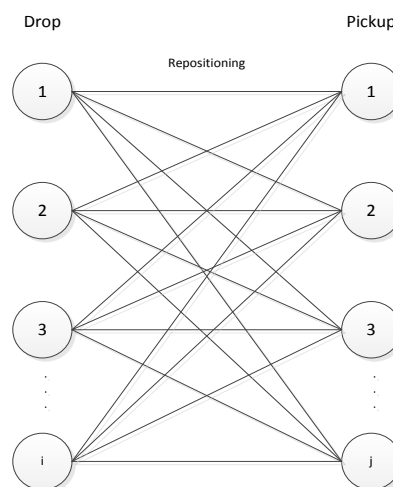 Drop Pickup
Repositioning
1 1
2 2
3 3
. .
. .
. .
i j